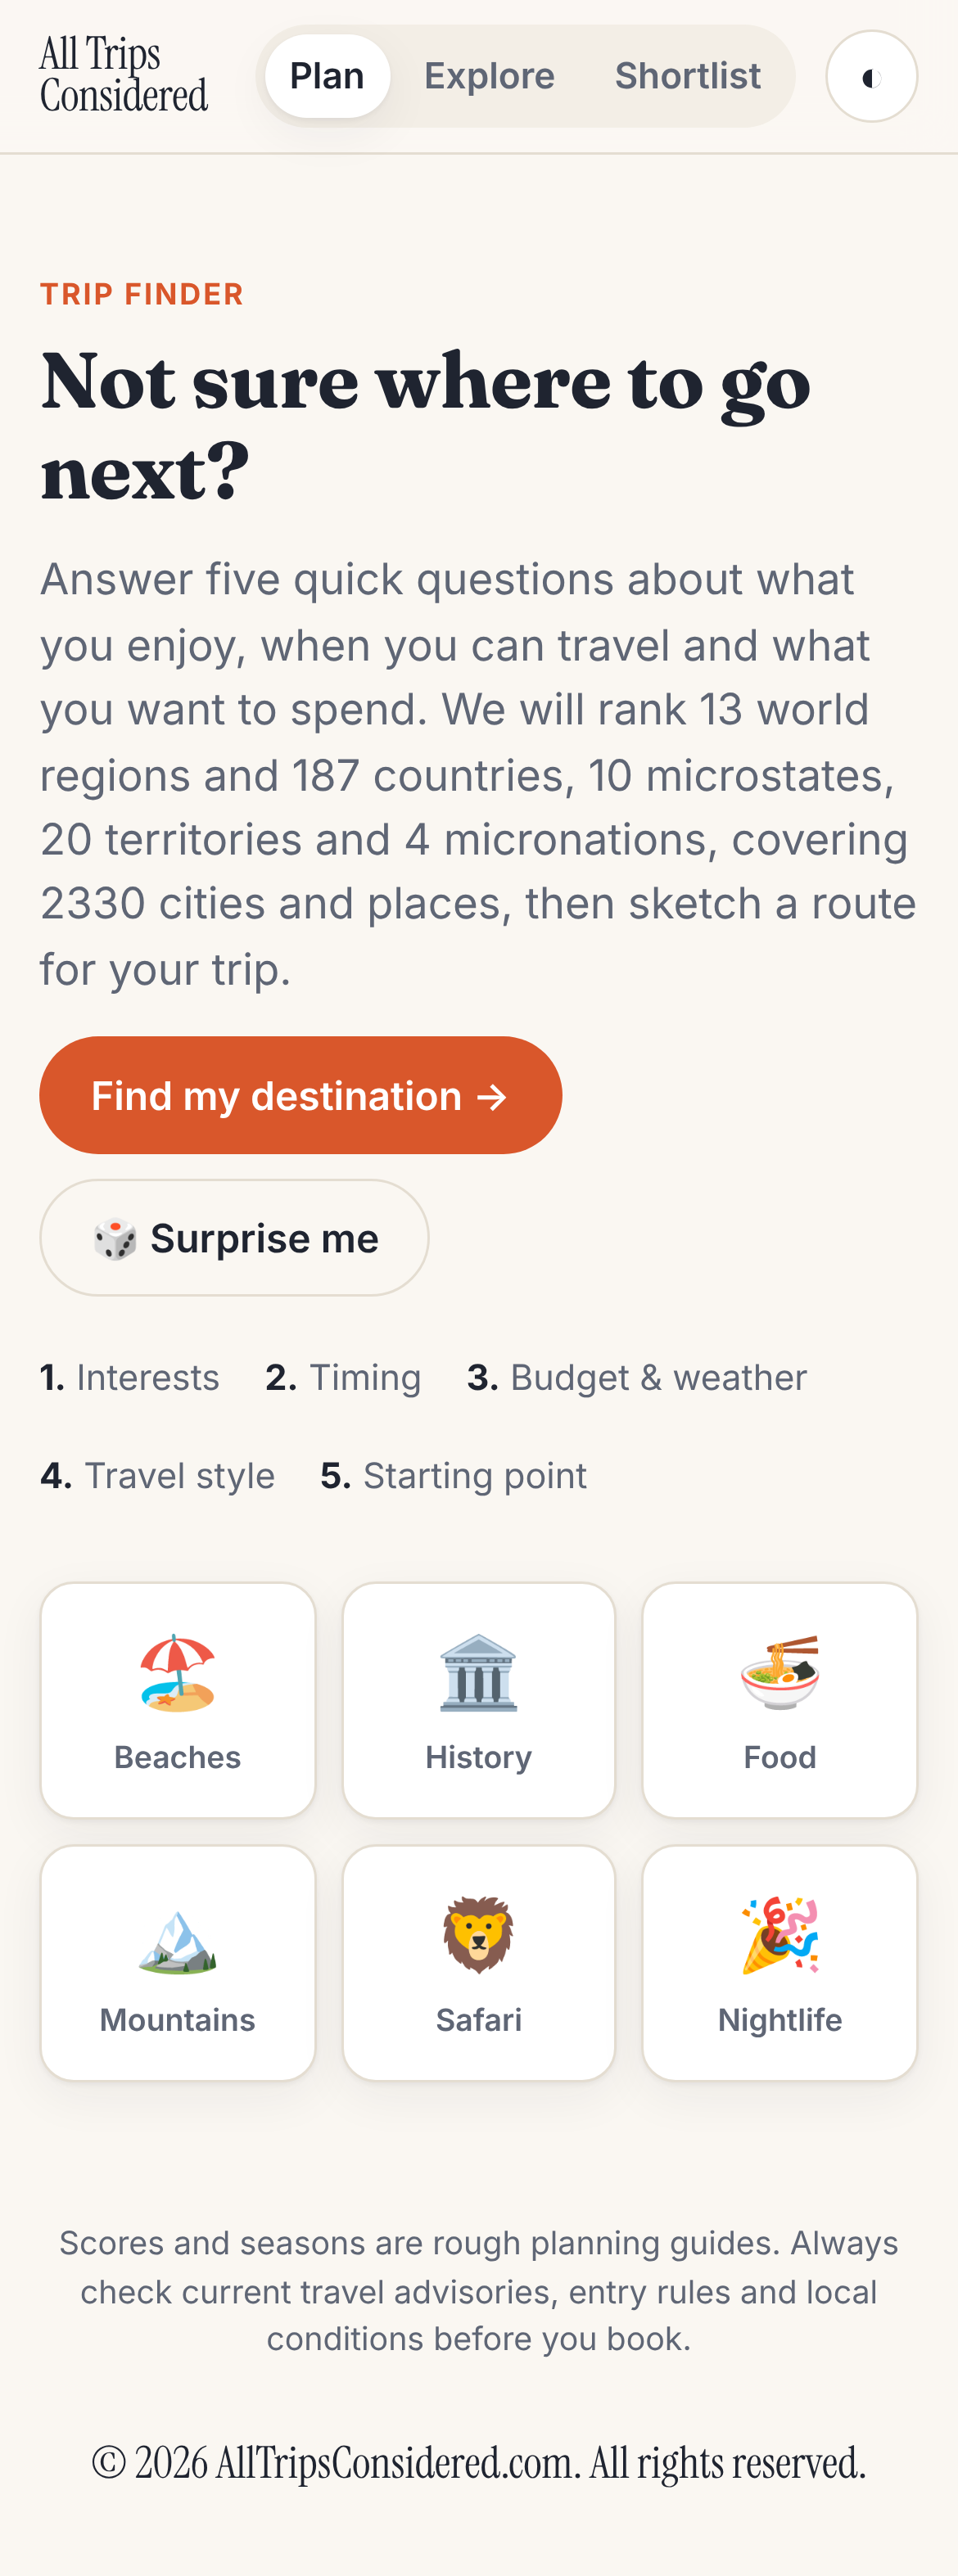 All Trips
Considered
Plan
Explore
Shortlist
TRIP FINDER
Not sure where to go
next?
Answer five quick questions about what
you enjoy, when you can travel and what
you want to spend. We will rank 13 world
regions and 187 countries, 10 microstates,
20 territories and 4 micronations, covering
2330 cities and places, then sketch a route
for your trip.
Find my destination →
Surprise me
1. Interests 2. Timing 3. Budget & weather
4. Travel style 5. Starting point
Beaches
History
Food
Mountains
Safari
Nightlife
Scores and seasons are rough planning guides. Always
check current travel advisories, entry rules and local
conditions before you book.
© 2026 AllTripsConsidered.com. All rights reserved.